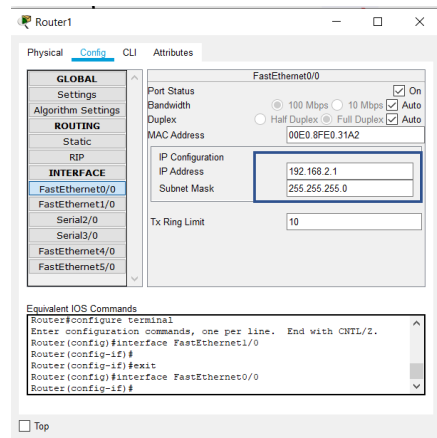 Router1
Physical Config CLI Attributes
GLOBAL
Settings
Algorithm Settings
ROUTING
Static
RIP
INTERFACE
FastEthernet0/0
FastEthernet1/0
Serial2/0
Serial3/0
FastEthernet4/0
FastEthernet5/0
FastEthernet0/0
Port Status On
Bandwidth 100 Mbps 10 Mbps Auto
Duplex Half Duplex Full Duplex Auto
MAC Address 00E0.8FE0.31A2
IP Configuration
IP Address 192.168.2.1
Subnet Mask 255.255.255.0
Tx Ring Limit 10
Equivalent IOS Commands
Router#configure terminal
Enter configuration commands, one per line. End with CNTL/Z.
Router(config)#interface FastEthernet1/0
Router(config-if)#
Router(config-if)#exit
Router(config)#interface FastEthernet0/0
Router(config-if)#
Top